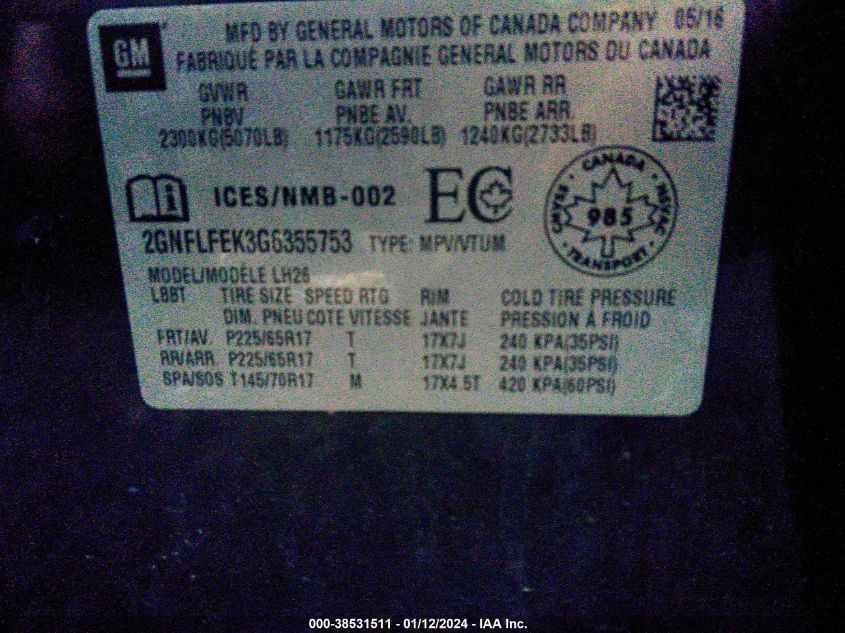 GM
MFD BY GENERAL MOTORS OF CANADA COMPANY 05/16
FABRIQUÉ PAR LA COMPAGNIE GENERAL MOTORS DU CANADA
GVWR GAWR FRT GAWR RR
PNBV PNBE AV. PNBE ARR.
2300KG(5070LB) 1175KG(2590LB) 1240KG(2733LB)
ICES/NMB-002 EC
CANADA
CMVSS 985 NSVAC
TRANSPORT
2GNFLFEK3G6355753 TYPE: MPV/VTUM
MODEL/MODÈLE LH26
LBBT TIRE SIZE SPEED RTG RIM COLD TIRE PRESSURE
DIM. PNEU COTE VITESSE JANTE PRESSION À FROID
FRT/AV. P225/65R17 T 17X7J 240 KPA(35PSI)
RR/ARR. P225/65R17 T 17X7J 240 KPA(35PSI)
SPA/SOS T145/70R17 M 17X4.5T 420 KPA(60PSI)
000-38531511 - 01/12/2024 - IAA Inc.